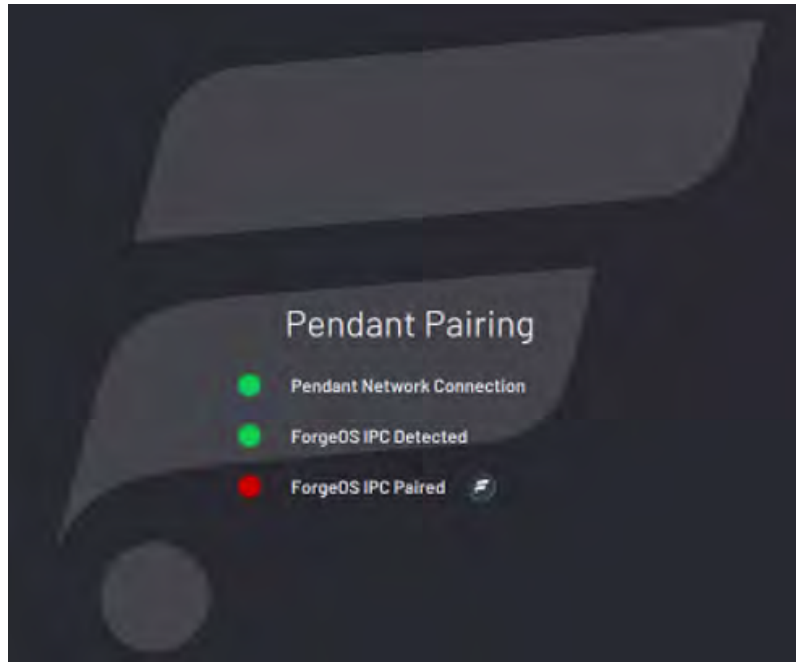 Pendant Pairing
Pendant Network Connection
ForgeOS IPC Detected
ForgeOS IPC Paired